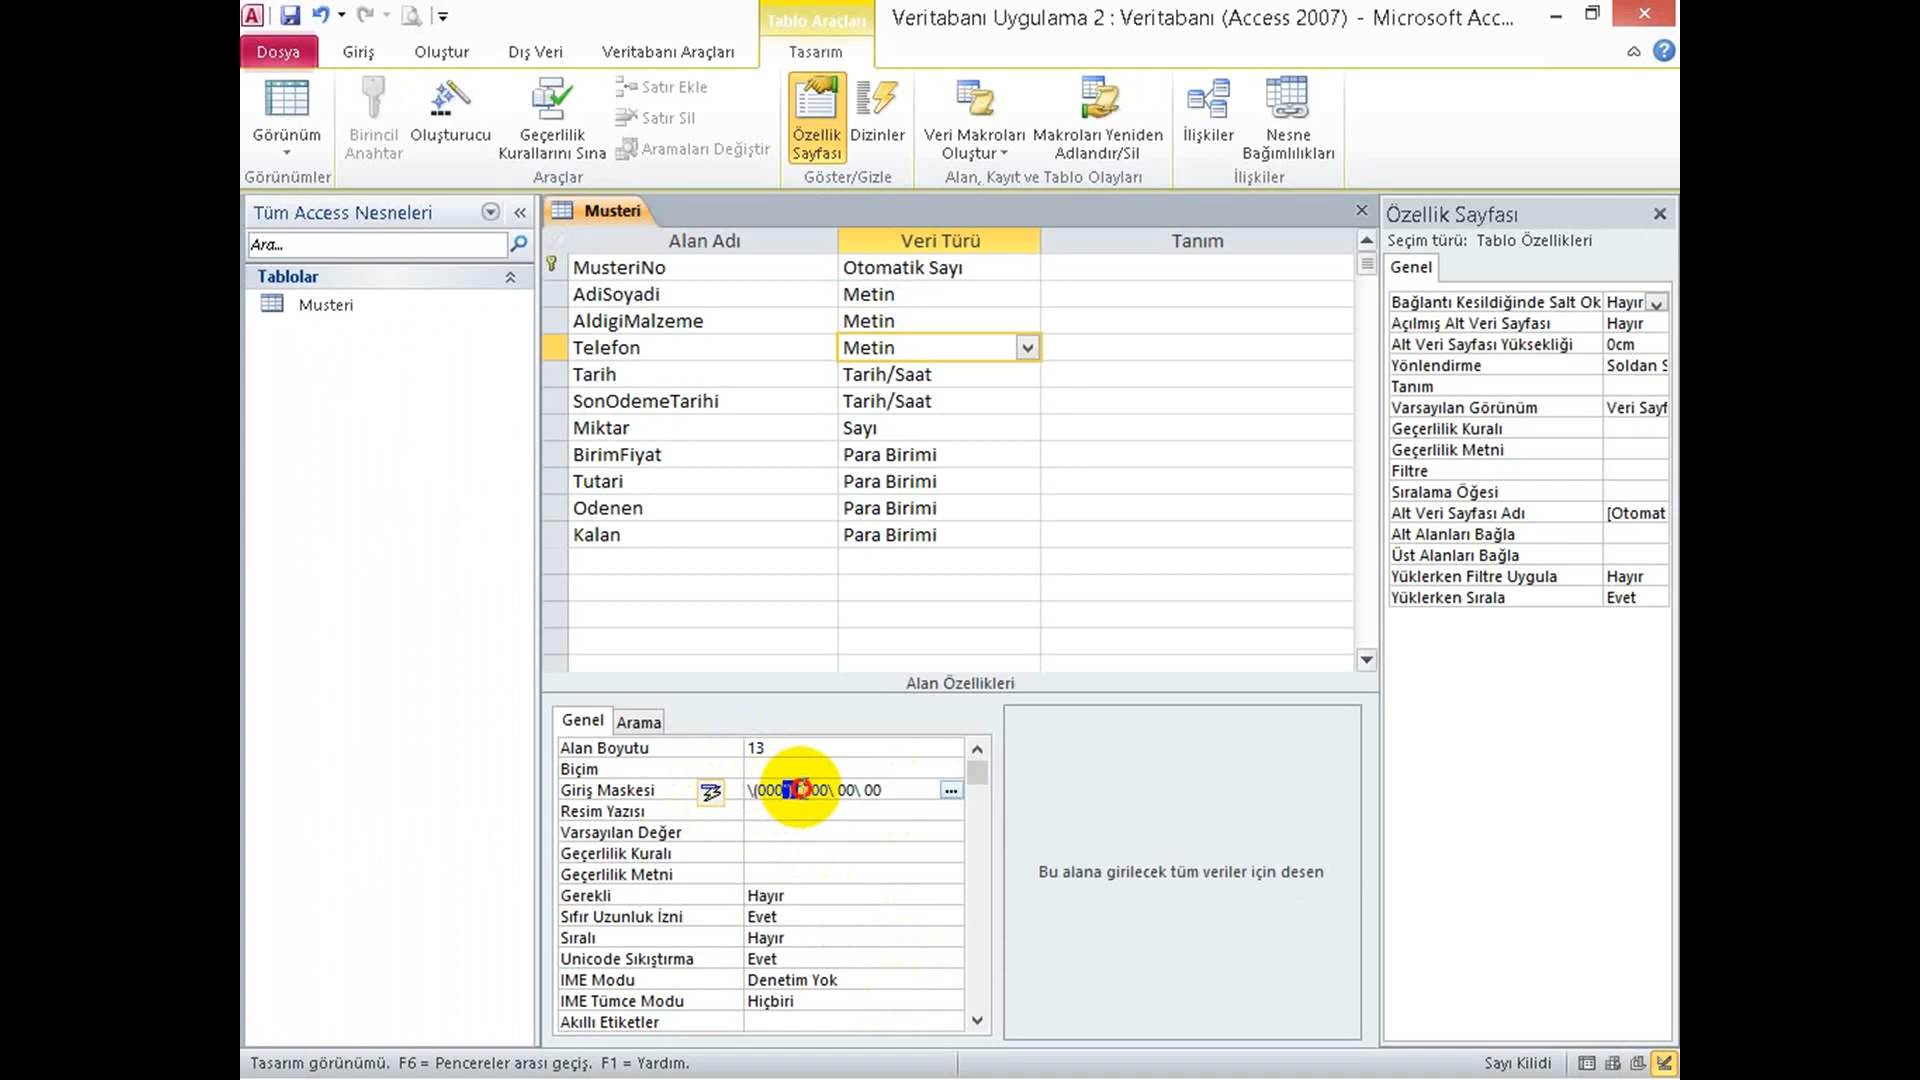 Tablo Araçları
Veritabanı Uygulama 2 : Veritabanı (Access 2007) - Microsoft Acc...
Dosya
Giriş
Oluştur
Dış Veri
Veritabanı Araçları
Tasarım
Görünüm
Birincil Anahtar
Oluşturucu
Geçerlilik Kurallarını Sına
Satır Ekle
Satır Sil
Aramaları Değiştir
Özellik Sayfası
Dizinler
Veri Makroları Oluştur
Makroları Yeniden Adlandır/Sil
İlişkiler
Nesne Bağımlılıkları
Görünümler
Araçlar
Göster/Gizle
Alan, Kayıt ve Tablo Olayları
İlişkiler
Tüm Access Nesneleri
Ara...
Tablolar
Musteri
Musteri
Alan Adı Veri Türü Tanım
MusteriNo Otomatik Sayı
AdiSoyadi Metin
AldigiMalzeme Metin
Telefon Metin
Tarih Tarih/Saat
SonOdemeTarihi Tarih/Saat
Miktar Sayı
BirimFiyat Para Birimi
Tutari Para Birimi
Odenen Para Birimi
Kalan Para Birimi
Alan Özellikleri
Genel Arama
Alan Boyutu 13
Biçim
Giriş Maskesi \(000 00\ 00\ 00
Resim Yazısı
Varsayılan Değer
Geçerlilik Kuralı
Geçerlilik Metni
Gerekli Hayır
Sıfır Uzunluk İzni Evet
Sıralı Hayır
Unicode Sıkıştırma Evet
IME Modu Denetim Yok
IME Tümce Modu Hiçbiri
Akıllı Etiketler
Bu alana girilecek tüm veriler için desen
Özellik Sayfası
Seçim türü: Tablo Özellikleri
Genel
Bağlantı Kesildiğinde Salt Ok Hayır
Açılmış Alt Veri Sayfası Hayır
Alt Veri Sayfası Yüksekliği 0cm
Yönlendirme Soldan S
Tanım
Varsayılan Görünüm Veri Sayf
Geçerlilik Kuralı
Geçerlilik Metni
Filtre
Sıralama Öğesi
Alt Veri Sayfası Adı [Otomat
Alt Alanları Bağla
Üst Alanları Bağla
Yüklerken Filtre Uygula Hayır
Yüklerken Sırala Evet
Tasarım görünümü. F6 = Pencereler arası geçiş. F1 = Yardım.
Sayı Kilidi